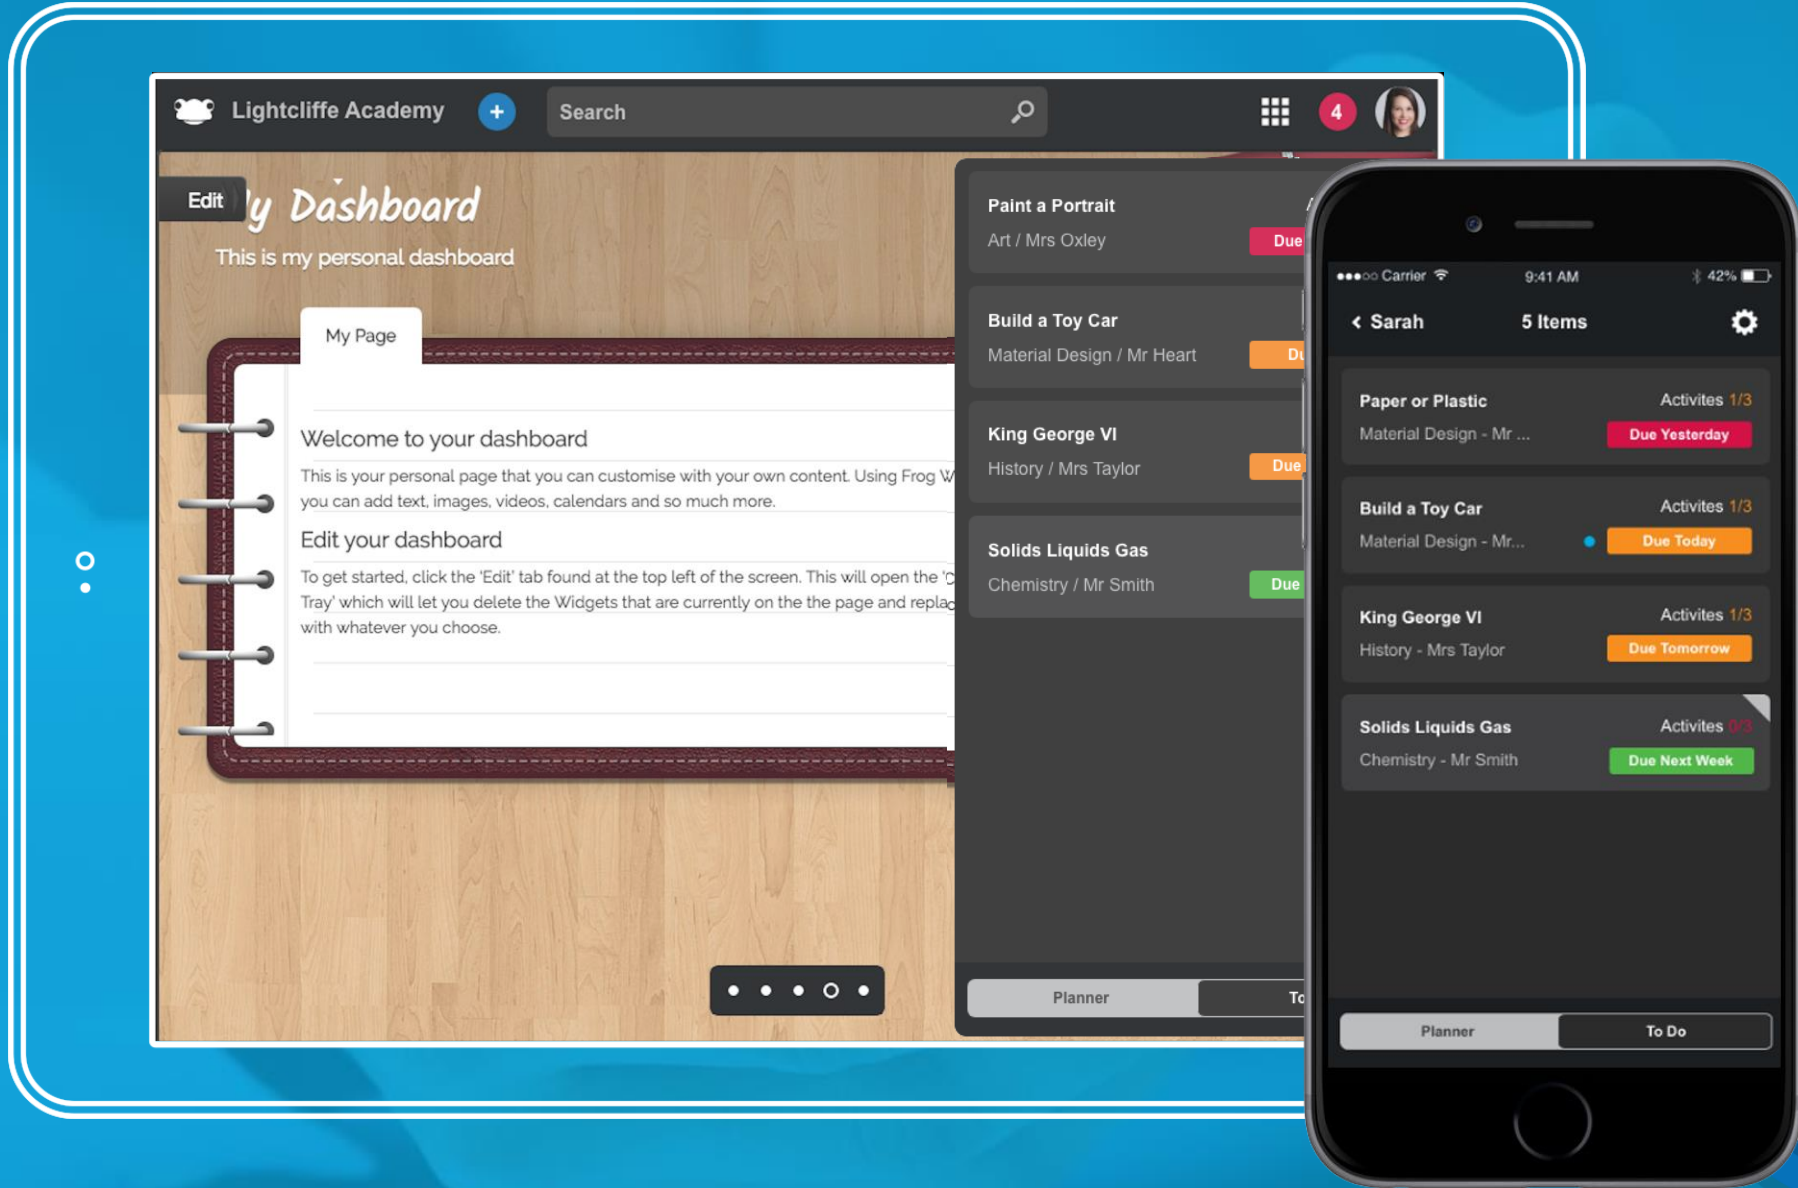 Lightcliffe Academy
+
Search
4
Edit
Dashboard
This is my personal dashboard
My Page
Welcome to your dashboard
This is your personal page that you can customise with your own content. Using Frog
you can add text, images, videos, calendars and so much more.
Edit your dashboard
To get started, click the 'Edit' tab found at the top left of the screen. This will open the
Tray' which will let you delete the Widgets that are currently on the the page and
with whatever you choose.
Paint a Portrait
Art / Mrs Oxley
Due
Build a Toy Car
Material Design / Mr Heart
King George VI
History / Mrs Taylor
Due
Solids Liquids Gas
Chemistry / Mr Smith
Due
Planner
Carrier
9:41 AM
42%
Sarah
5 Items
Paper or Plastic
Activites 1/3
Material Design - Mr ...
Due Yesterday
Build a Toy Car
Activites 1/3
Material Design - Mr...
Due Today
King George VI
Activites 1/3
History - Mrs Taylor
Due Tomorrow
Solids Liquids Gas
Activites 0/3
Chemistry - Mr Smith
Due Next Week
Planner
To Do